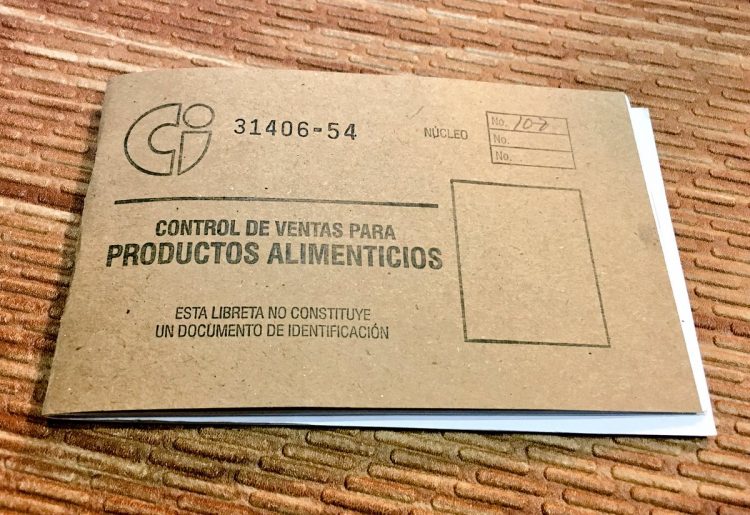 Ci
31406-54
NÚCLEO
No. 107
No.
No.
CONTROL DE VENTAS PARA
PRODUCTOS ALIMENTICIOS
ESTA LIBRETA NO CONSTITUYE
UN DOCUMENTO DE IDENTIFICACIÓN